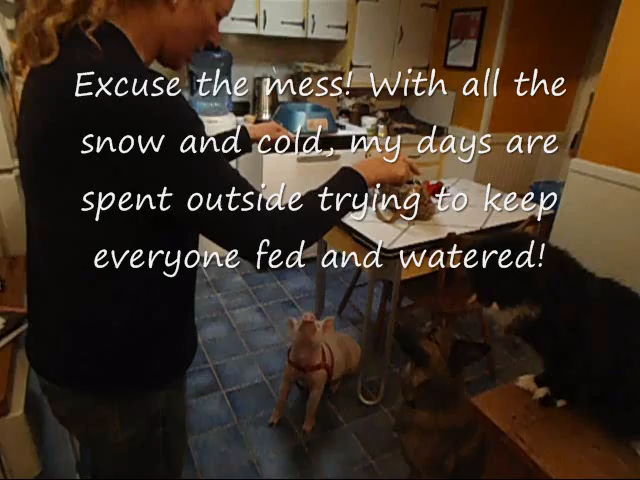 Excuse the mess! With all the
snow and cold, my days are
spent outside trying to keep
everyone fed and watered!